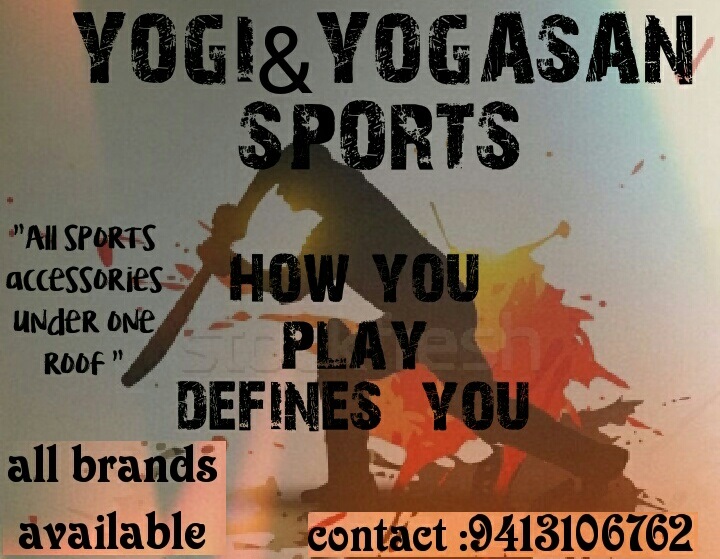 YOGI & YOGASAN
SPORTS
"All SPORTS
accessories
under one
roof"
HOW YOU
PLAY
DEFINES YOU
stockfresh
all brands
available
contact :9413106762